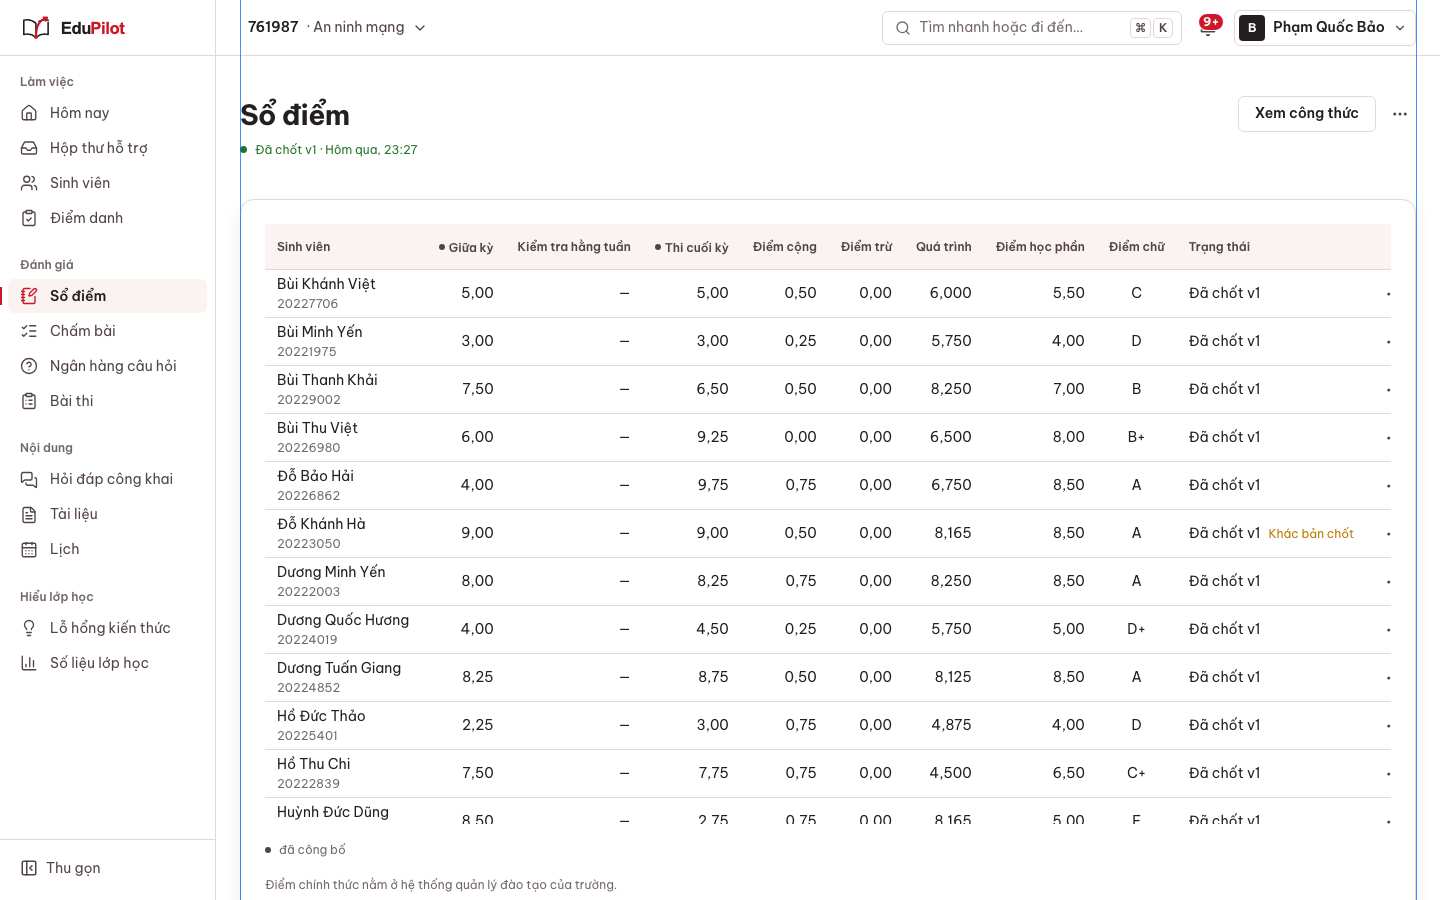 EduPilot
761987 · An ninh mạng
Tìm nhanh hoặc đi đến...
⌘ K
9+
B Phạm Quốc Bảo
Làm việc
Hôm nay
Hộp thư hỗ trợ
Sinh viên
Điểm danh
Đánh giá
Sổ điểm
Chấm bài
Ngân hàng câu hỏi
Bài thi
Nội dung
Hỏi đáp công khai
Tài liệu
Lịch
Hiểu lớp học
Lỗ hổng kiến thức
Số liệu lớp học
Thu gọn
Sổ điểm
Đã chốt v1 · Hôm qua, 23:27
Xem công thức
Sinh viên Giữa kỳ Kiểm tra hằng tuần Thi cuối kỳ Điểm cộng Điểm trừ Quá trình Điểm học phần Điểm chữ Trạng thái
Bùi Khánh Việt
20227706
5,00 — 5,00 0,50 0,00 6,000 5,50 C Đã chốt v1
Bùi Minh Yến
20221975
3,00 — 3,00 0,25 0,00 5,750 4,00 D Đã chốt v1
Bùi Thanh Khải
20229002
7,50 — 6,50 0,50 0,00 8,250 7,00 B Đã chốt v1
Bùi Thu Việt
20226980
6,00 — 9,25 0,00 0,00 6,500 8,00 B+ Đã chốt v1
Đỗ Bảo Hải
20226862
4,00 — 9,75 0,75 0,00 6,750 8,50 A Đã chốt v1
Đỗ Khánh Hà
20223050
9,00 — 9,00 0,50 0,00 8,165 8,50 A Đã chốt v1 Khác bản chốt
Dương Minh Yến
20222003
8,00 — 8,25 0,75 0,00 8,250 8,50 A Đã chốt v1
Dương Quốc Hương
20224019
4,00 — 4,50 0,25 0,00 5,750 5,00 D+ Đã chốt v1
Dương Tuấn Giang
20224852
8,25 — 8,75 0,50 0,00 8,125 8,50 A Đã chốt v1
Hồ Đức Thảo
20225401
2,25 — 3,00 0,75 0,00 4,875 4,00 D Đã chốt v1
Hồ Thu Chi
20222839
7,50 — 7,75 0,75 0,00 4,500 6,50 C+ Đã chốt v1
Huỳnh Đức Dũng
8,50 — 2,75 0,75 0,00 8,165 5,00 Đã chốt v1
đã công bố
Điểm chính thức nằm ở hệ thống quản lý đào tạo của trường.